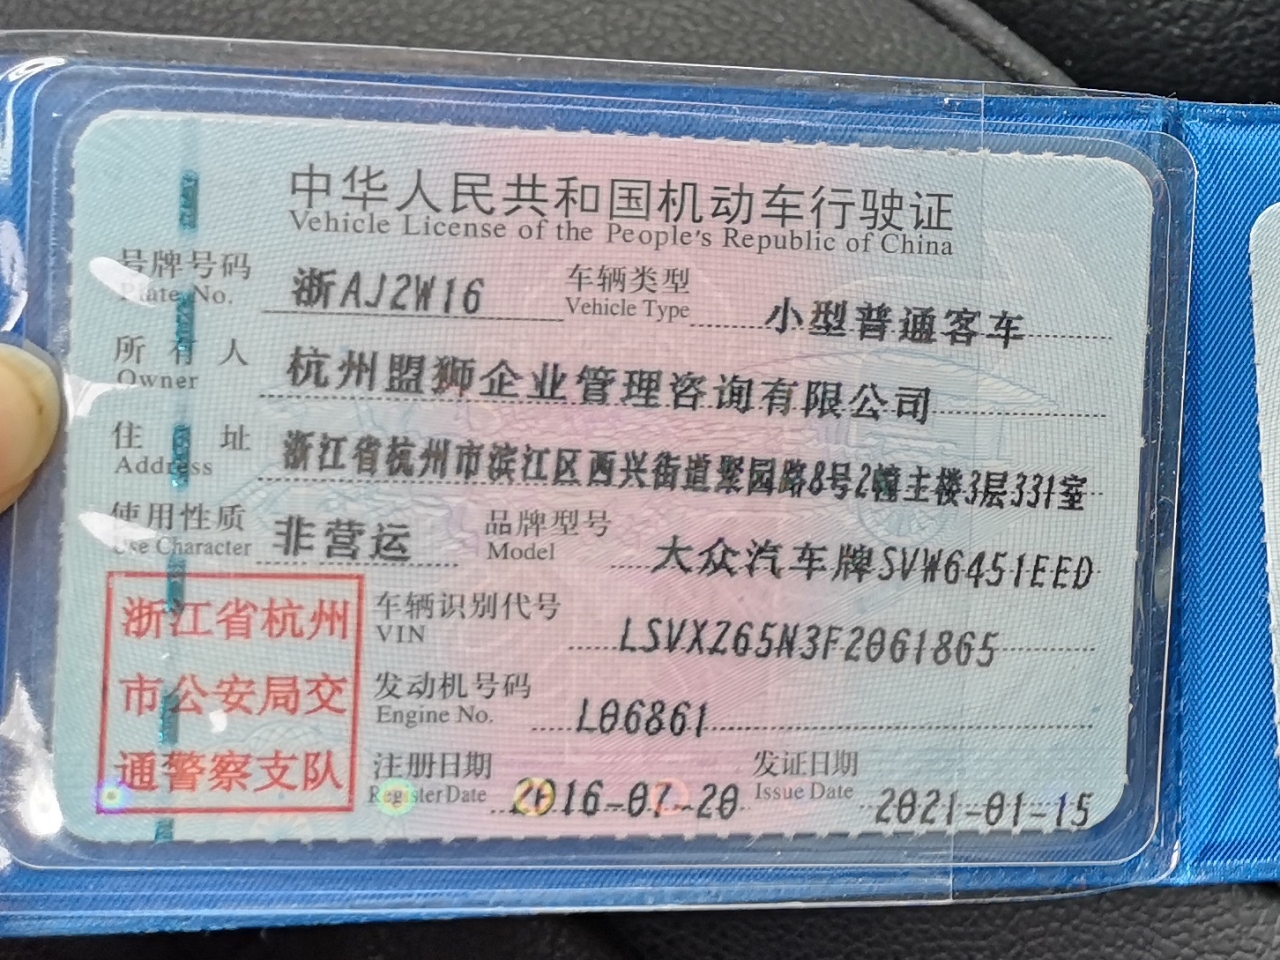 中华人民共和国机动车行驶证
Vehicle License of the People's Republic of China
号牌号码 浙AJ2W16 车辆类型 小型普通客车
Plate No. Vehicle Type
所有人 杭州盟狮企业管理咨询有限公司
Owner
住址 浙江省杭州市滨江区西兴街道聚园路8号2幢主楼3层331室
Address
使用性质 非营运 品牌型号 大众汽车牌SVW6451EED
Use Character Model
浙江省杭州
市公安局交
通警察支队
车辆识别代号 LSVXZ65N3F2061865
VIN
发动机号码 L06861
Engine No.
注册日期 2016-07-20 发证日期 2021-01-15
Register Date Issue Date